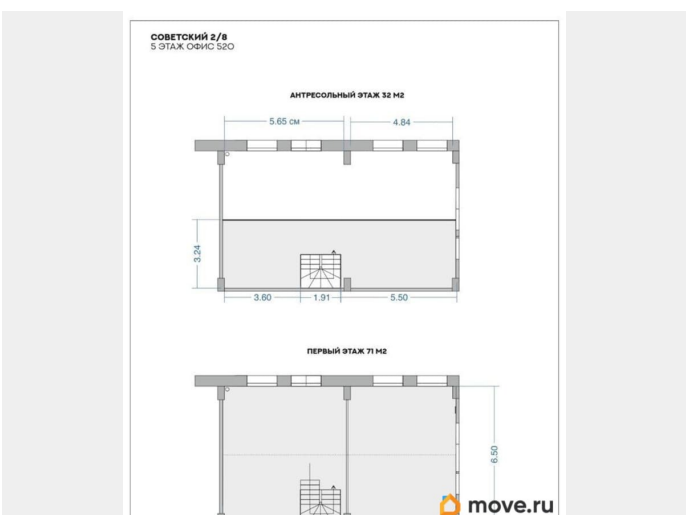 СОВЕТСКИЙ 2/8
5 ЭТАЖ ОФИС 520
АНТРЕСОЛЬНЫЙ ЭТАЖ 32 М2
5.65 см
4.84
3.24
3.60
1.91
5.50
ПЕРВЫЙ ЭТАЖ 71 М2
6.50
move.ru